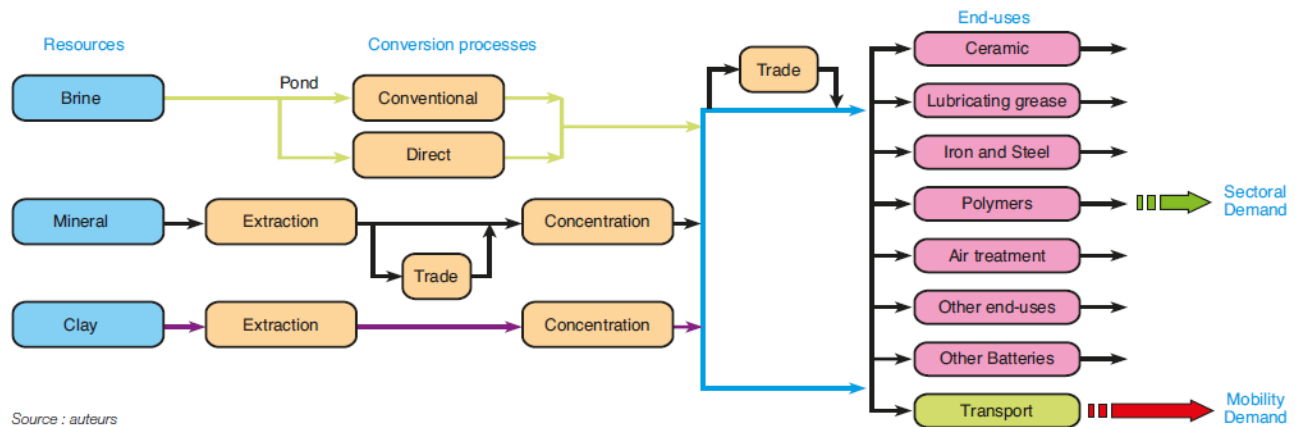 End-uses
Resources
Conversion processes
Ceramic
Trade
Pond
Brine
Conventional
Lubricating grease
Direct
Iron and Steel
Mineral
Extraction
Concentration
Polymers
Sectoral
Demand
Trade
Air treatment
Clay
Extraction
Concentration
Other end-uses
Other Batteries
Transport
Mobility
Demand
Source : auteurs